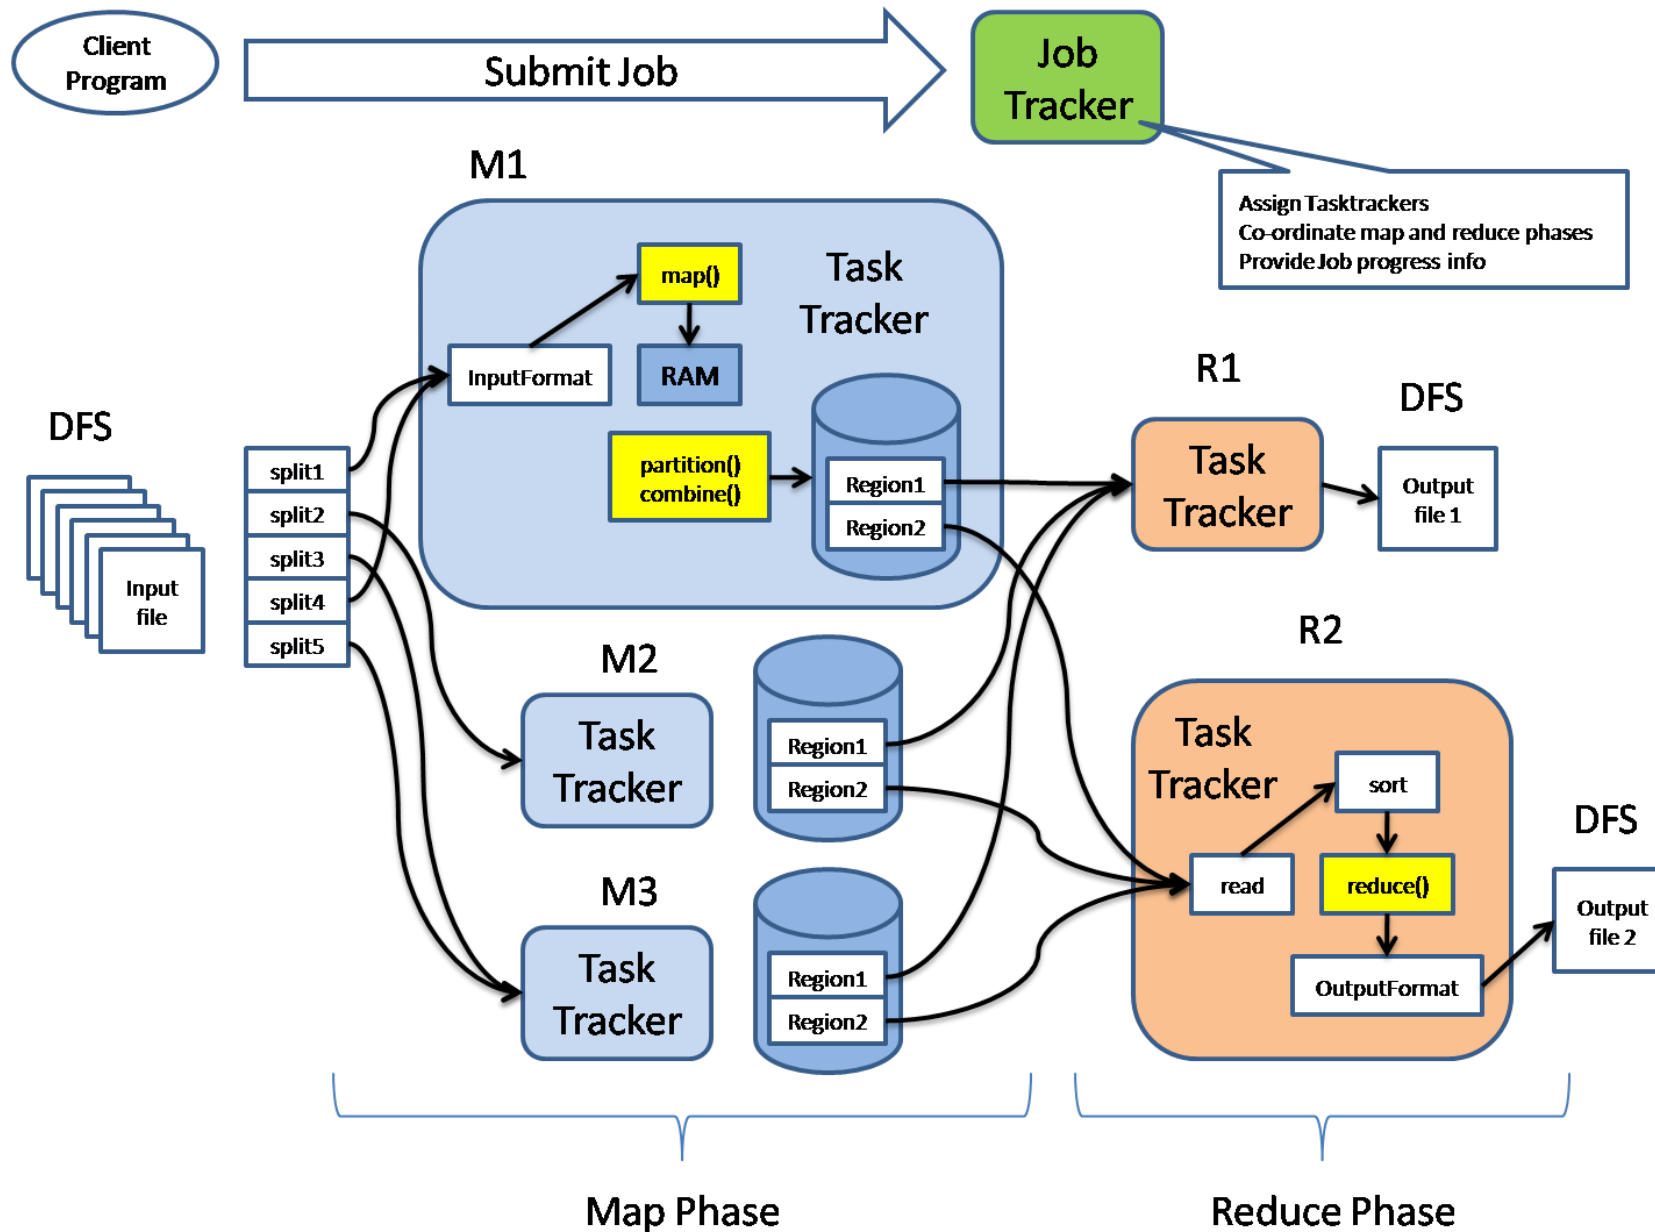 Client
Program
Submit Job
Job
Tracker
Assign Tasktrackers
Co-ordinate map and reduce phases
Provide Job progress info
M1
Task
Tracker
map()
InputFormat
RAM
partition()
combine()
Region1
Region2
DFS
Input
file
split1
split2
split3
split4
split5
M2
Task
Tracker
Region1
Region2
M3
Task
Tracker
Region1
Region2
R1
Task
Tracker
DFS
Output
file 1
R2
Task
Tracker
sort
read
reduce()
OutputFormat
DFS
Output
file 2
Map Phase
Reduce Phase